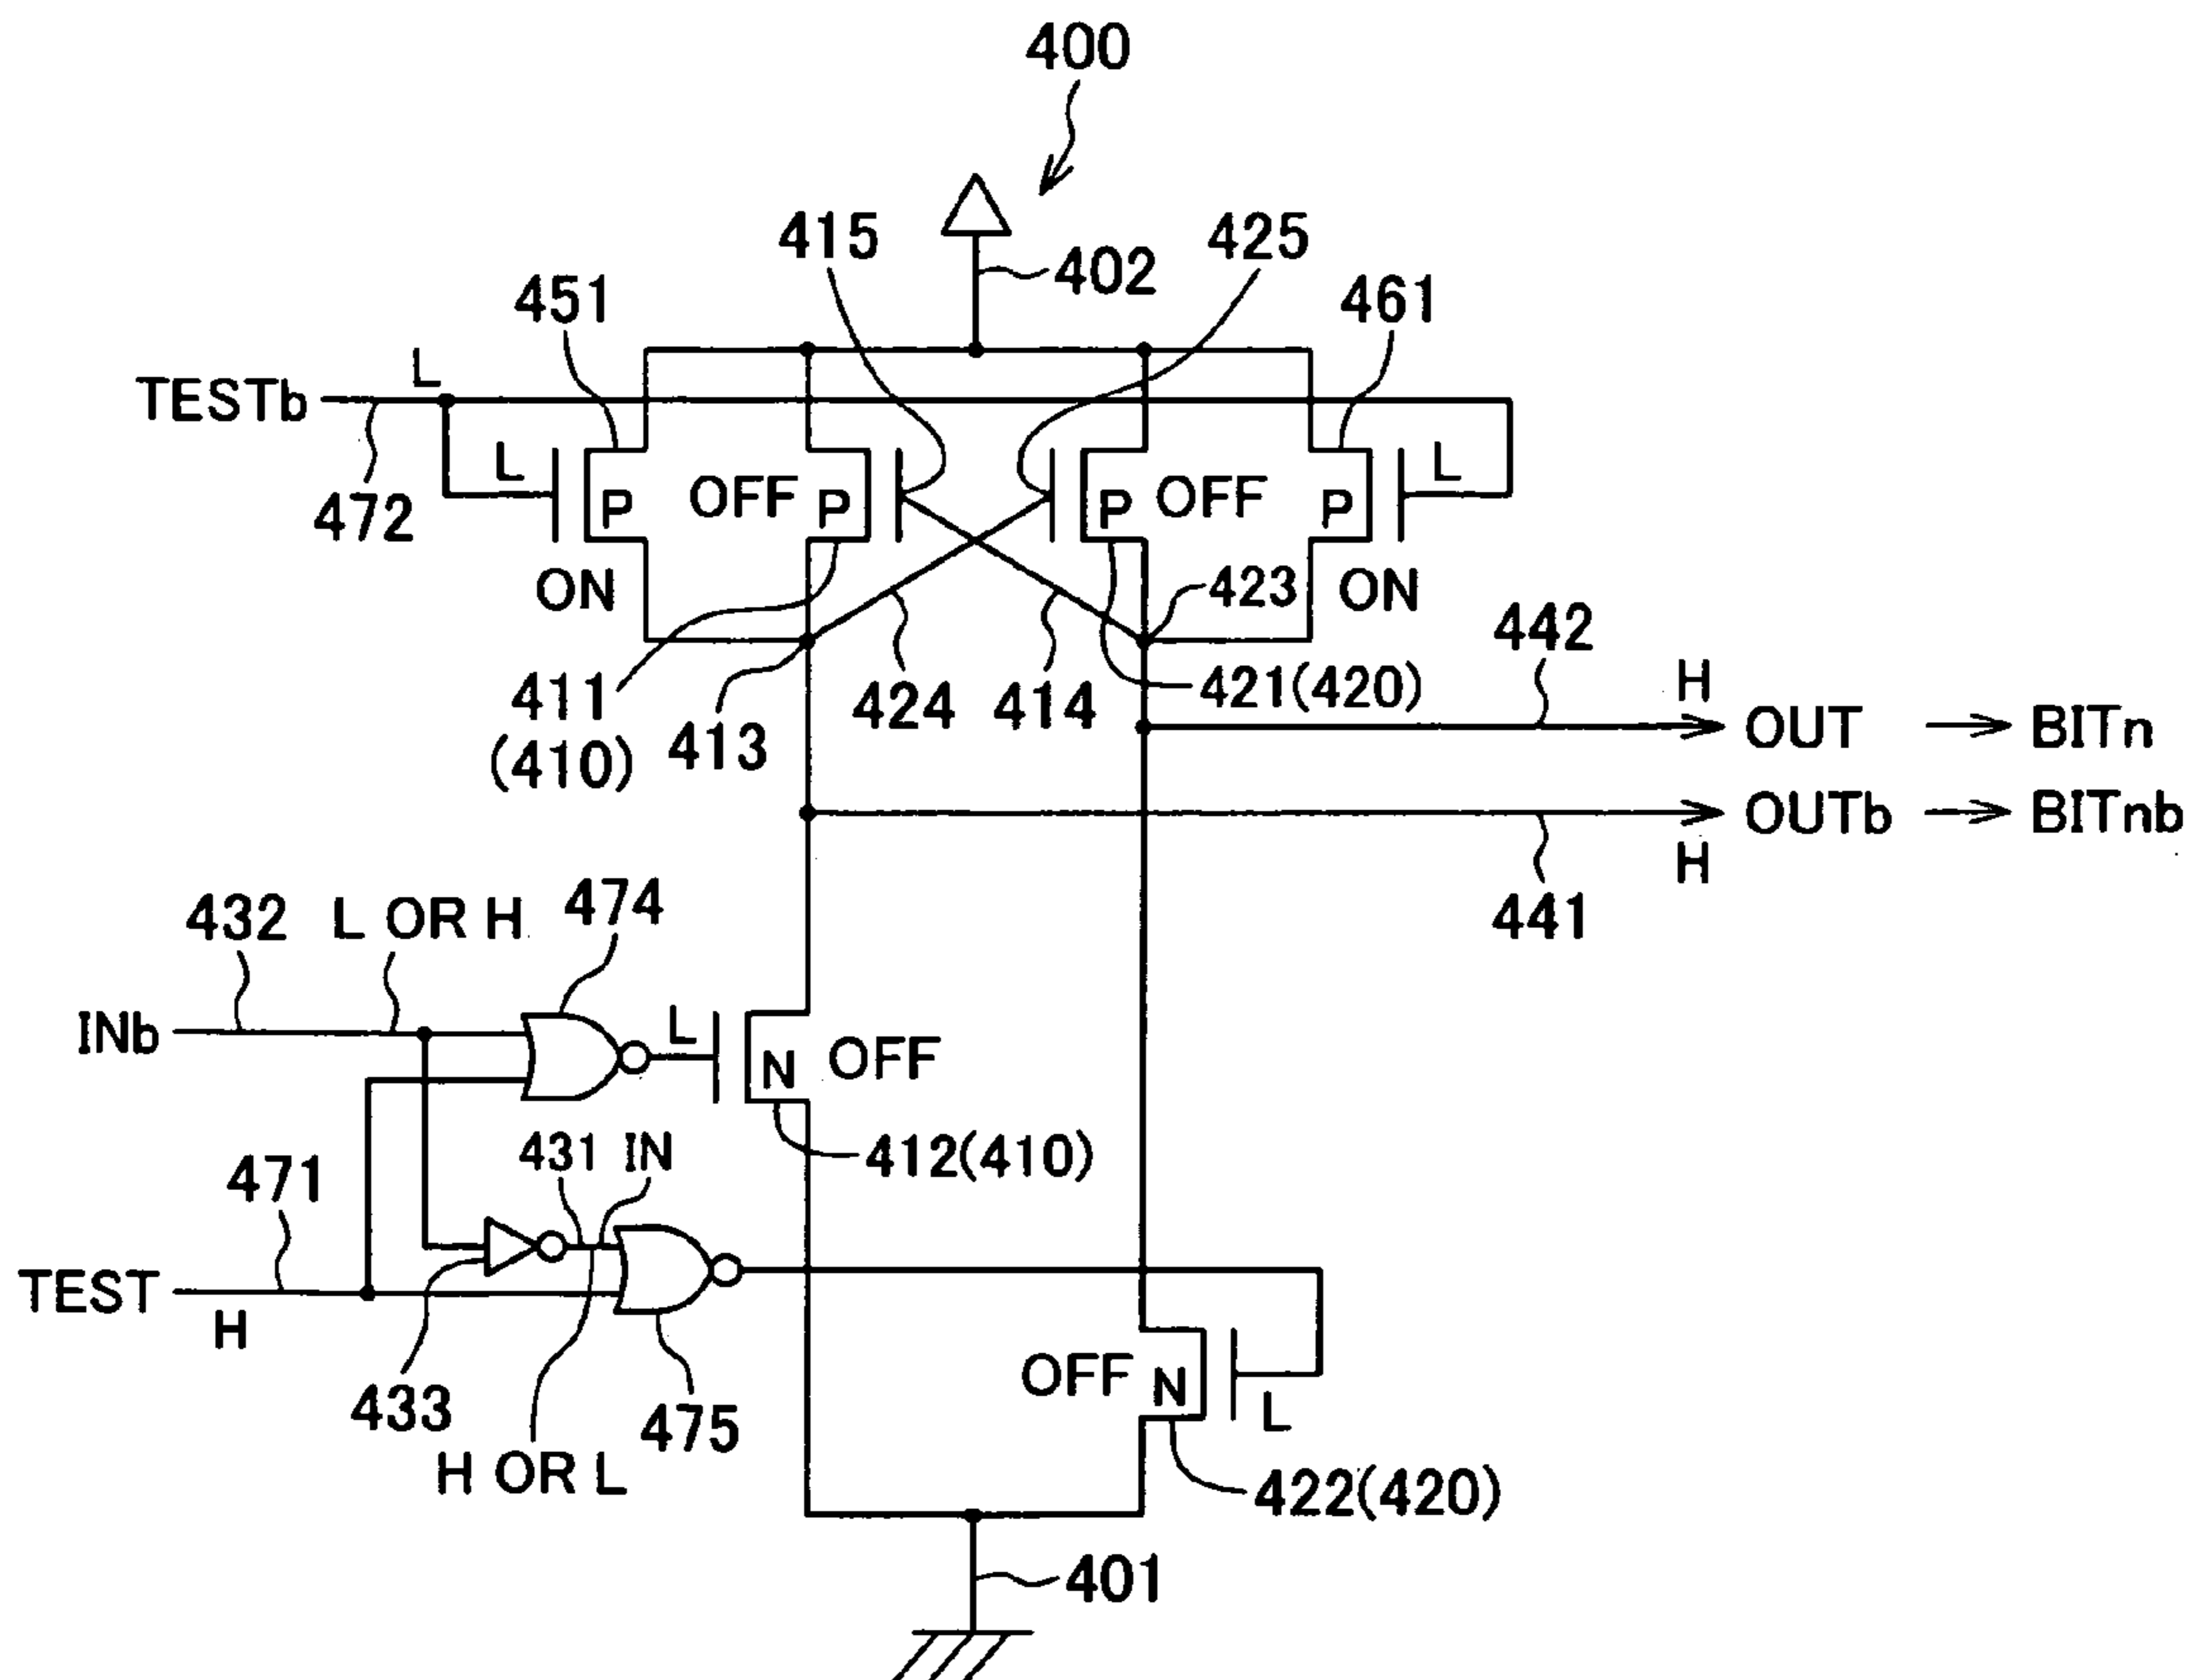 400
415
425
402
451
461
L
TESTb
L
P
OFF
P
P
OFF
P
L
472
ON
423
ON
442
411
(410)
413
424
414
421(420)
H
OUT
BITn
OUTb
BITnb
H
441
432
L OR H
474
INb
L
N
OFF
412(410)
431 IN
471
TEST
H
433
475
OFF
N
L
H OR L
422(420)
401